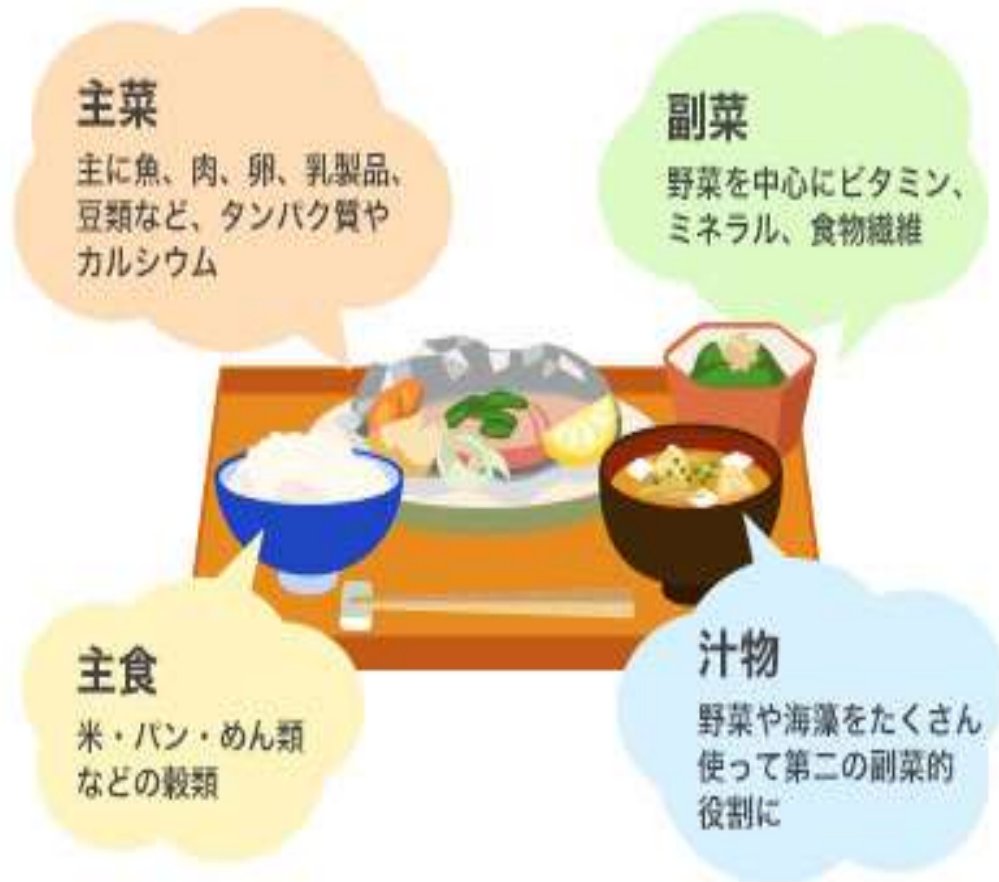 主菜
主に魚、肉、卵、乳製品、
豆類など、タンパク質や
カルシウム
副菜
野菜を中心にビタミン、
ミネラル、食物繊維
主食
米・パン・めん類
などの穀類
汁物
野菜や海藻をたくさん
使って第二の副菜的
役割に